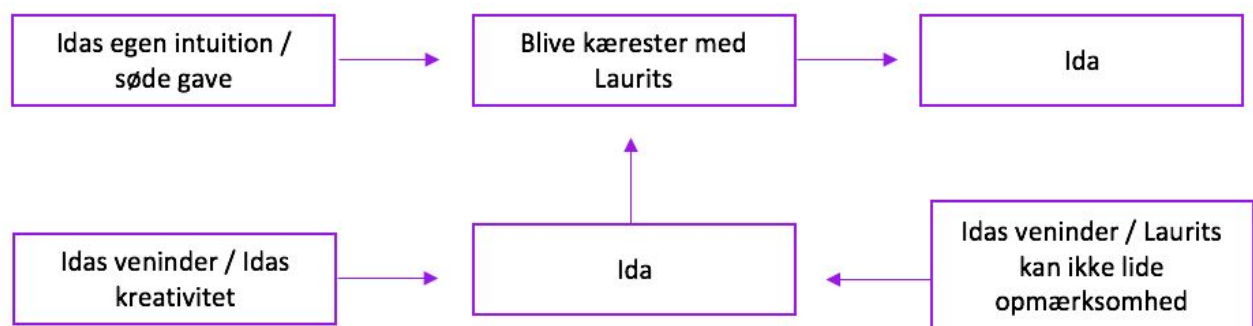 Idas egen intuition /
søde gave
Blive kærester med
Laurits
Ida
Idas veninder / Idas
kreativitet
Ida
Idas veninder / Laurits
kan ikke lide
opmærksomhed